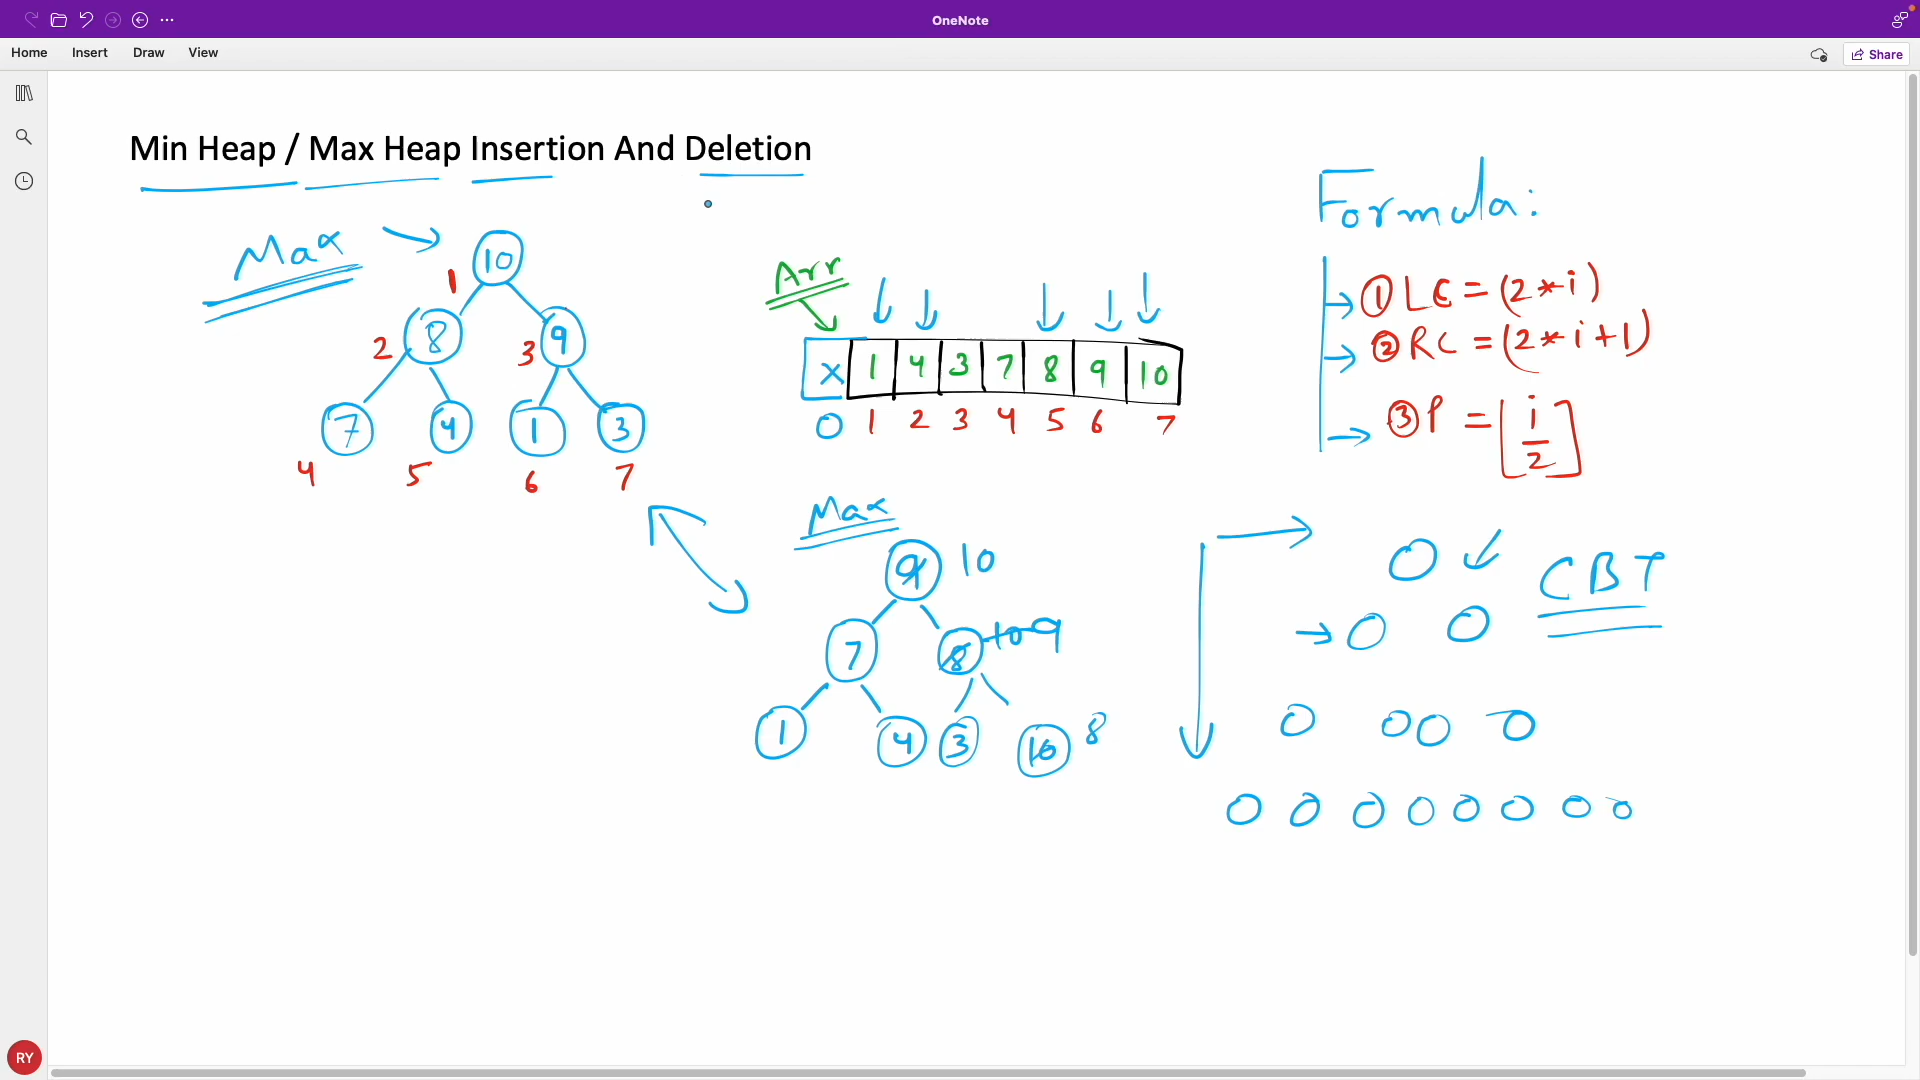 OneNote
Home Insert Draw View
Share
Min Heap / Max Heap Insertion And Deletion
Formula:
Max
10
1
Arr
① LC = (2*i)
8
2
9
3
② RC = (2*i+1)
X 1 4 3 7 8 9 10
0 1 2 3 4 5 6 7
③ P = ⌊i/2⌋
7 4 1 3
4 5 6 7
Max
9 10
CBT
7 8 10 9
1 4 3 10 8
RY